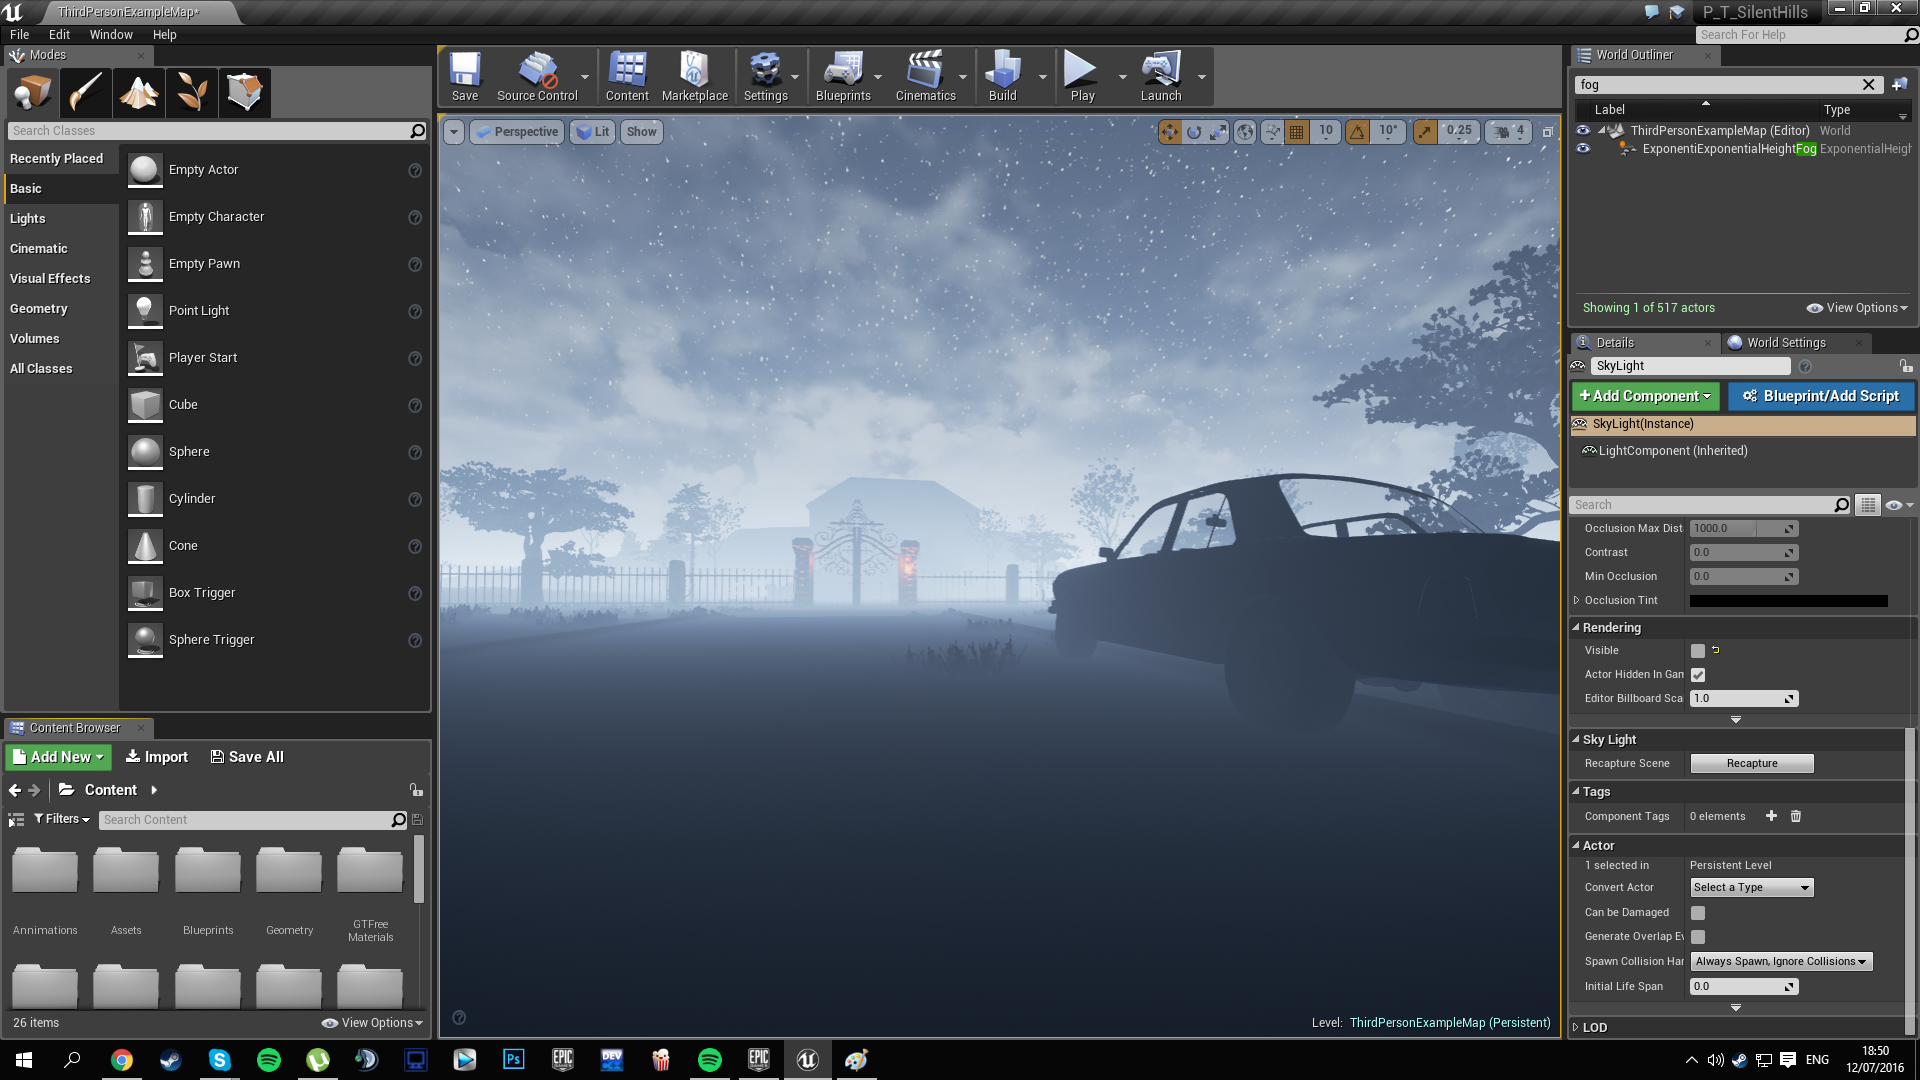 ThirdPersonExampleMap*
P_T_SilentHills
File Edit Window Help
Search For Help
Modes
Search Classes
Recently Placed
Basic
Lights
Cinematic
Visual Effects
Geometry
Volumes
All Classes
Empty Actor
Empty Character
Empty Pawn
Point Light
Player Start
Cube
Sphere
Cylinder
Cone
Box Trigger
Sphere Trigger
Save Source Control Content Marketplace Settings Blueprints Cinematics Build Play Launch
Perspective Lit Show 10 10° 0.25 4
Level: ThirdPersonExampleMap (Persistent)
Content Browser
Add New Import Save All
Content
Filters Search Content
Annimations
Assets
Blueprints
Geometry
GTFree
Materials
26 items View Options
World Outliner
fog
Label Type
ThirdPersonExampleMap (Editor) World
ExponentiExponentialHeightFog ExponentialHeigh
Showing 1 of 517 actors View Options
Details World Settings
SkyLight
Add Component Blueprint/Add Script
SkyLight(Instance)
LightComponent (Inherited)
Search
Occlusion Max Dist 1000.0
Contrast 0.0
Min Occlusion 0.0
Occlusion Tint
Rendering
Visible
Actor Hidden In Gam
Editor Billboard Sca 1.0
Sky Light
Recapture Scene Recapture
Tags
Component Tags 0 elements
Actor
1 selected in Persistent Level
Convert Actor Select a Type
Can be Damaged
Generate Overlap Ev
Spawn Collision Han Always Spawn, Ignore Collisions
Initial Life Span 0.0
LOD
Ps
EPIC GAMES
DEV C++
EPIC GAMES
ENG
18:50
12/07/2016